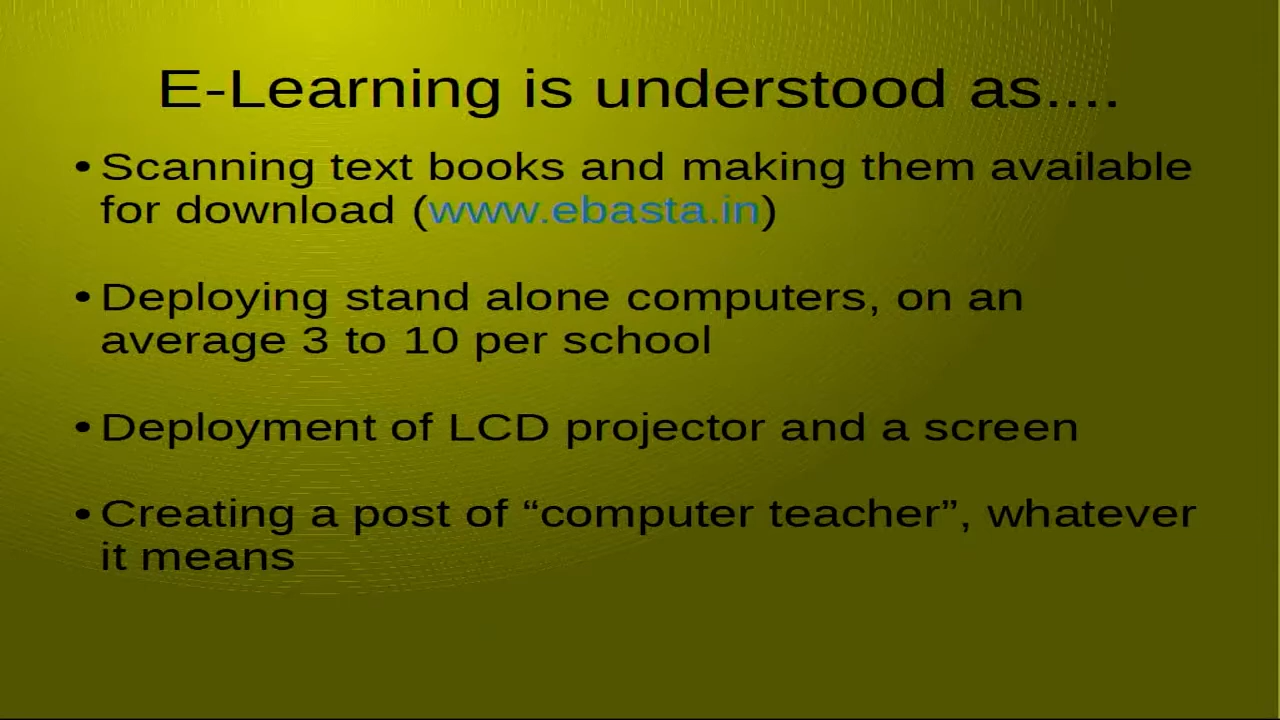 E-Learning is understood as....
• Scanning text books and making them available
for download (www.ebasta.in)
• Deploying stand alone computers, on an
average 3 to 10 per school
• Deployment of LCD projector and a screen
• Creating a post of “computer teacher”, whatever
it means